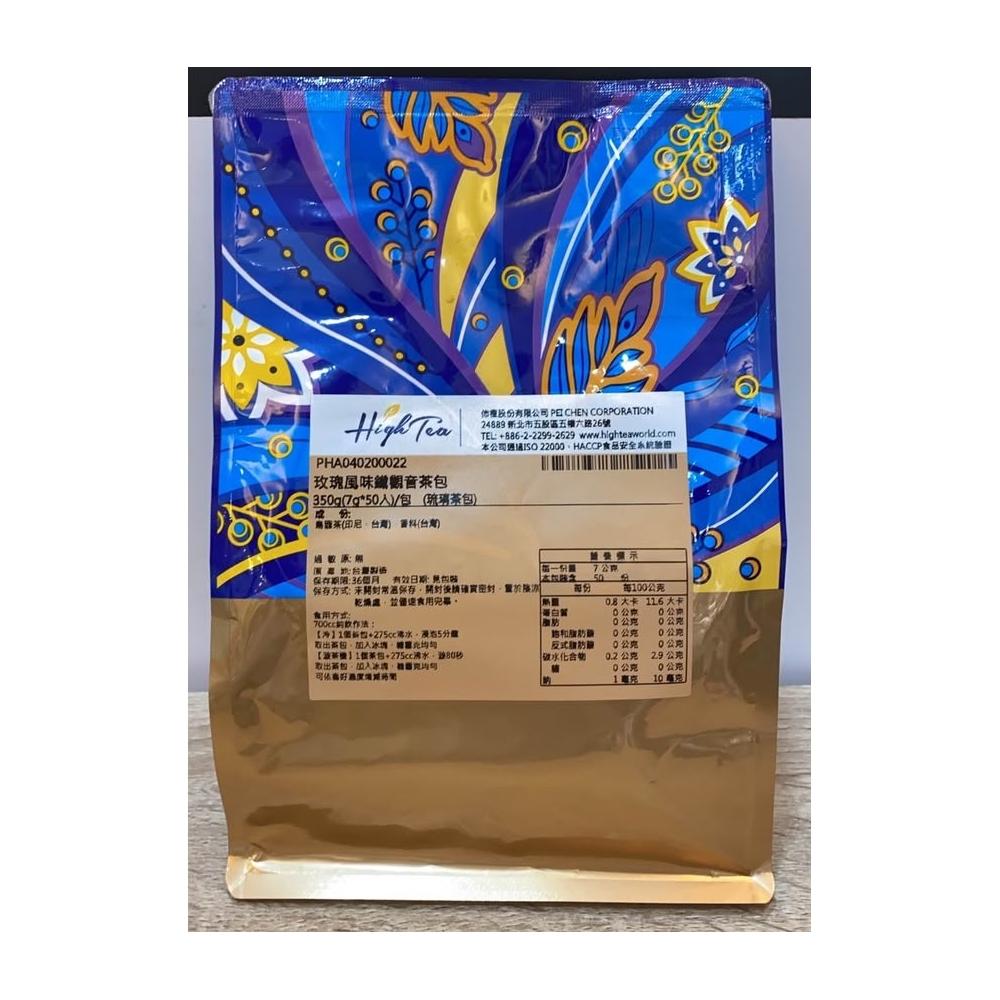 High Tea
佈穜股份有限公司 PEI CHEN CORPORATION
24889 新北市五股區五權六路26號
TEL: +886-2-2299-2629 www.highteaworld.com
本公司通過ISO 22000、HACCP食品安全系統驗證
PHA040200022
玫瑰風味鐵觀音茶包
350g(7g*50入)/包 (琉璃茶包)
成 份:
烏龍茶(印尼、台灣) 香料(台灣)
過 敏 原: 無
原 產 地: 台灣製造
保存期限: 36個月 有效日期: 見包裝
保存方式: 未開封常溫保存，開封後請確實密封，置於陰涼
乾燥處，並儘速食用完畢。
食用方式:
700cc純飲作法：
【冷】1個茶包+275cc沸水，浸泡5分鐘
取出茶包，加入冰塊，攪拌均勻
【淑茶機】1個茶包+275cc沸水，淑80秒
取出茶包，加入冰塊，攪拌均勻
可依喜好濃度增減時間
營養標示
每一份量 7 公克
本包裝含 50 份
每份 每100公克
熱量 0.8 大卡 11.6 大卡
蛋白質 0 公克 0 公克
脂肪 0 公克 0 公克
飽和脂肪酸 0 公克 0 公克
反式脂肪酸 0 公克 0 公克
碳水化合物 0.2 公克 2.9 公克
糖 0 公克 0 公克
鈉 1 毫克 10 毫克